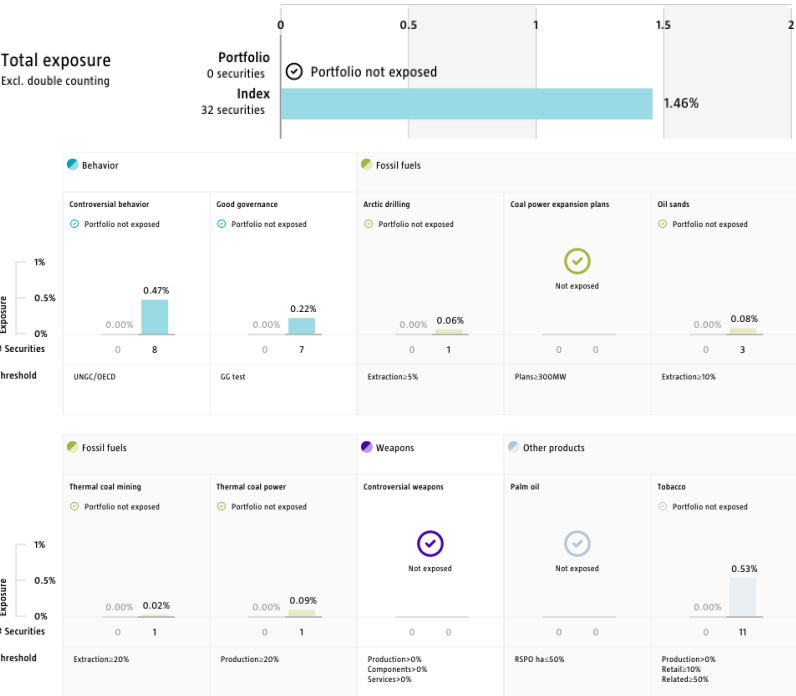 0 0.5 1 1.5 2
Total exposure
Excl. double counting
Portfolio
0 securities
Portfolio not exposed
Index
32 securities
1.46%
Behavior
Fossil fuels
Controversial behavior
Good governance
Arctic drilling
Coal power expansion plans
Oil sands
Portfolio not exposed
Portfolio not exposed
Portfolio not exposed
Not exposed
Portfolio not exposed
Exposure
1%
0.5%
0%
0.00% 0.47%
0.00% 0.22%
0.00% 0.06%
0.00% 0.08%
# Securities
0 8
0 7
0 1
0 0
0 3
hreshold
UNGC/OECD
GG test
Extraction≥5%
Plans≥300MW
Extraction≥10%
Fossil fuels
Weapons
Other products
Thermal coal mining
Thermal coal power
Controversial weapons
Palm oil
Tobacco
Portfolio not exposed
Portfolio not exposed
Not exposed
Not exposed
Portfolio not exposed
Exposure
1%
0.5%
0%
0.00% 0.02%
0.00% 0.09%
0.00% 0.53%
# Securities
0 1
0 1
0 0
0 0
0 11
hreshold
Extraction≥20%
Production≥20%
Production>0%
Components>0%
Services>0%
RSPO ha≤50%
Production>0%
Retail≥10%
Related≥50%